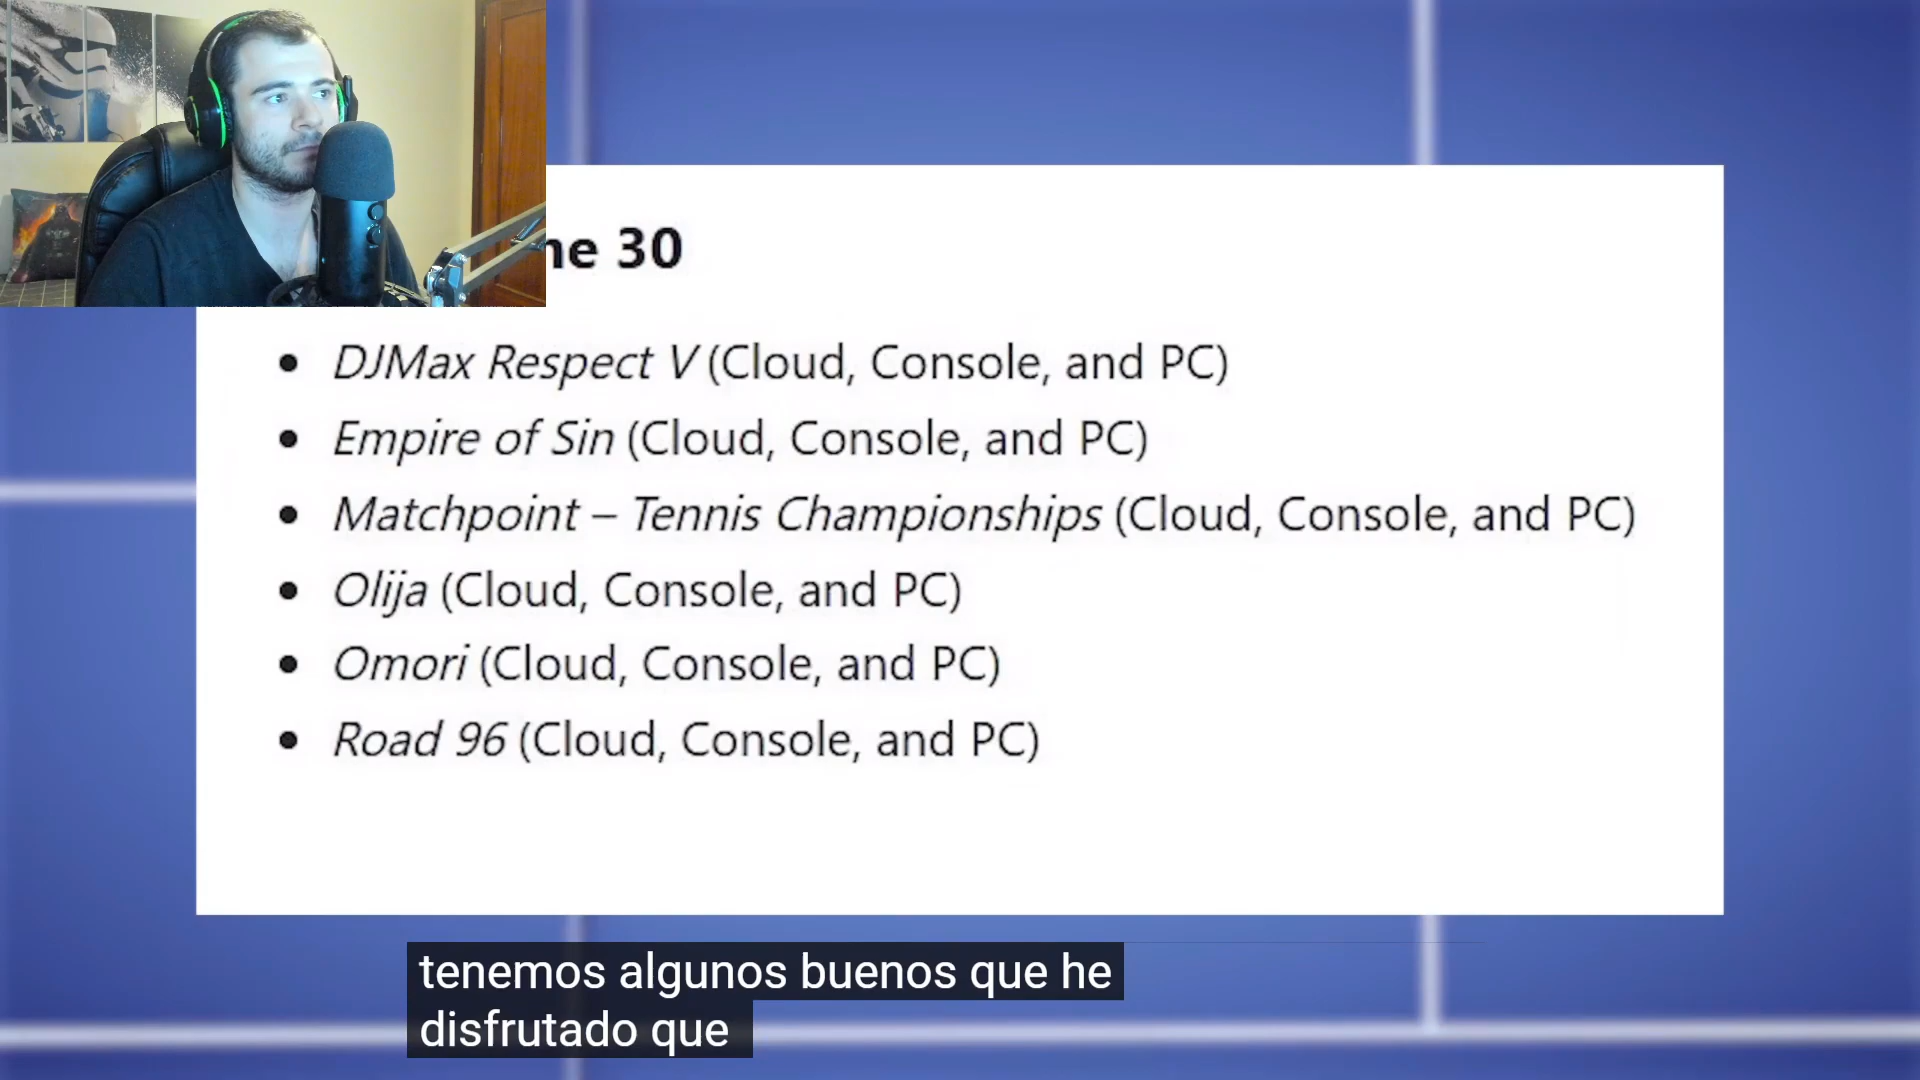 ne 30
• DJMax Respect V (Cloud, Console, and PC)
• Empire of Sin (Cloud, Console, and PC)
• Matchpoint – Tennis Championships (Cloud, Console, and PC)
• Olija (Cloud, Console, and PC)
• Omori (Cloud, Console, and PC)
• Road 96 (Cloud, Console, and PC)
tenemos algunos buenos que he
disfrutado que